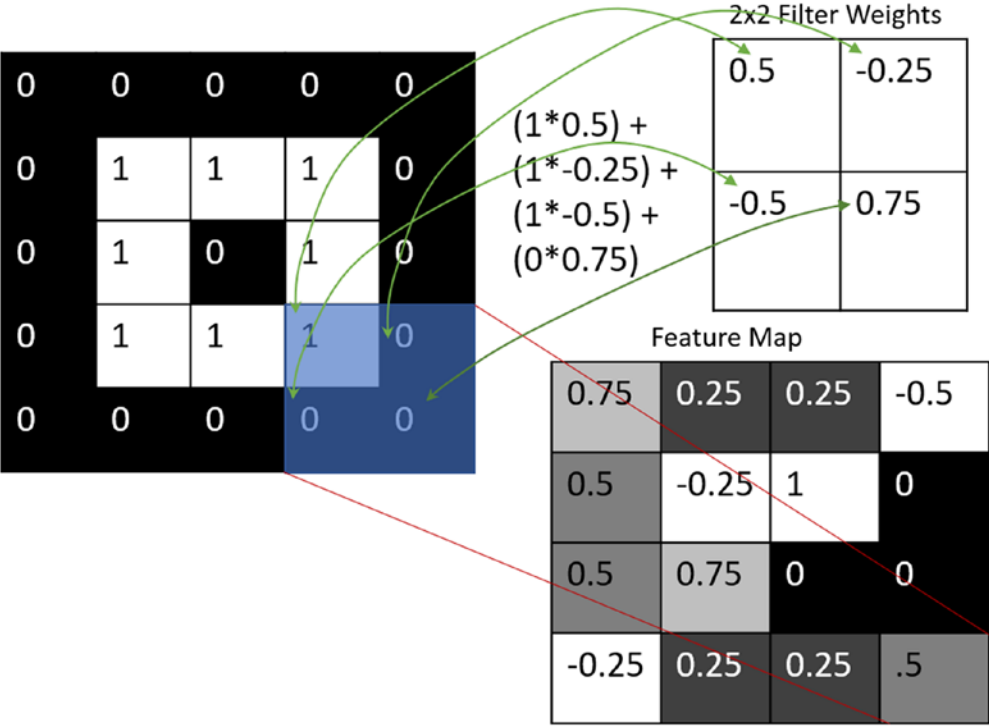 2x2 Filter Weights
0 0 0 0 0
0 1 1 1 0
0 1 0 1 0
0 1 1 1 0
0 0 0 0 0
(1*0.5) +
(1*-0.25) +
(1*-0.5) +
(0*0.75)
0.5 -0.25
-0.5 0.75
Feature Map
0.75 0.25 0.25 -0.5
0.5 -0.25 1 0
0.5 0.75 0 0
-0.25 0.25 0.25 .5